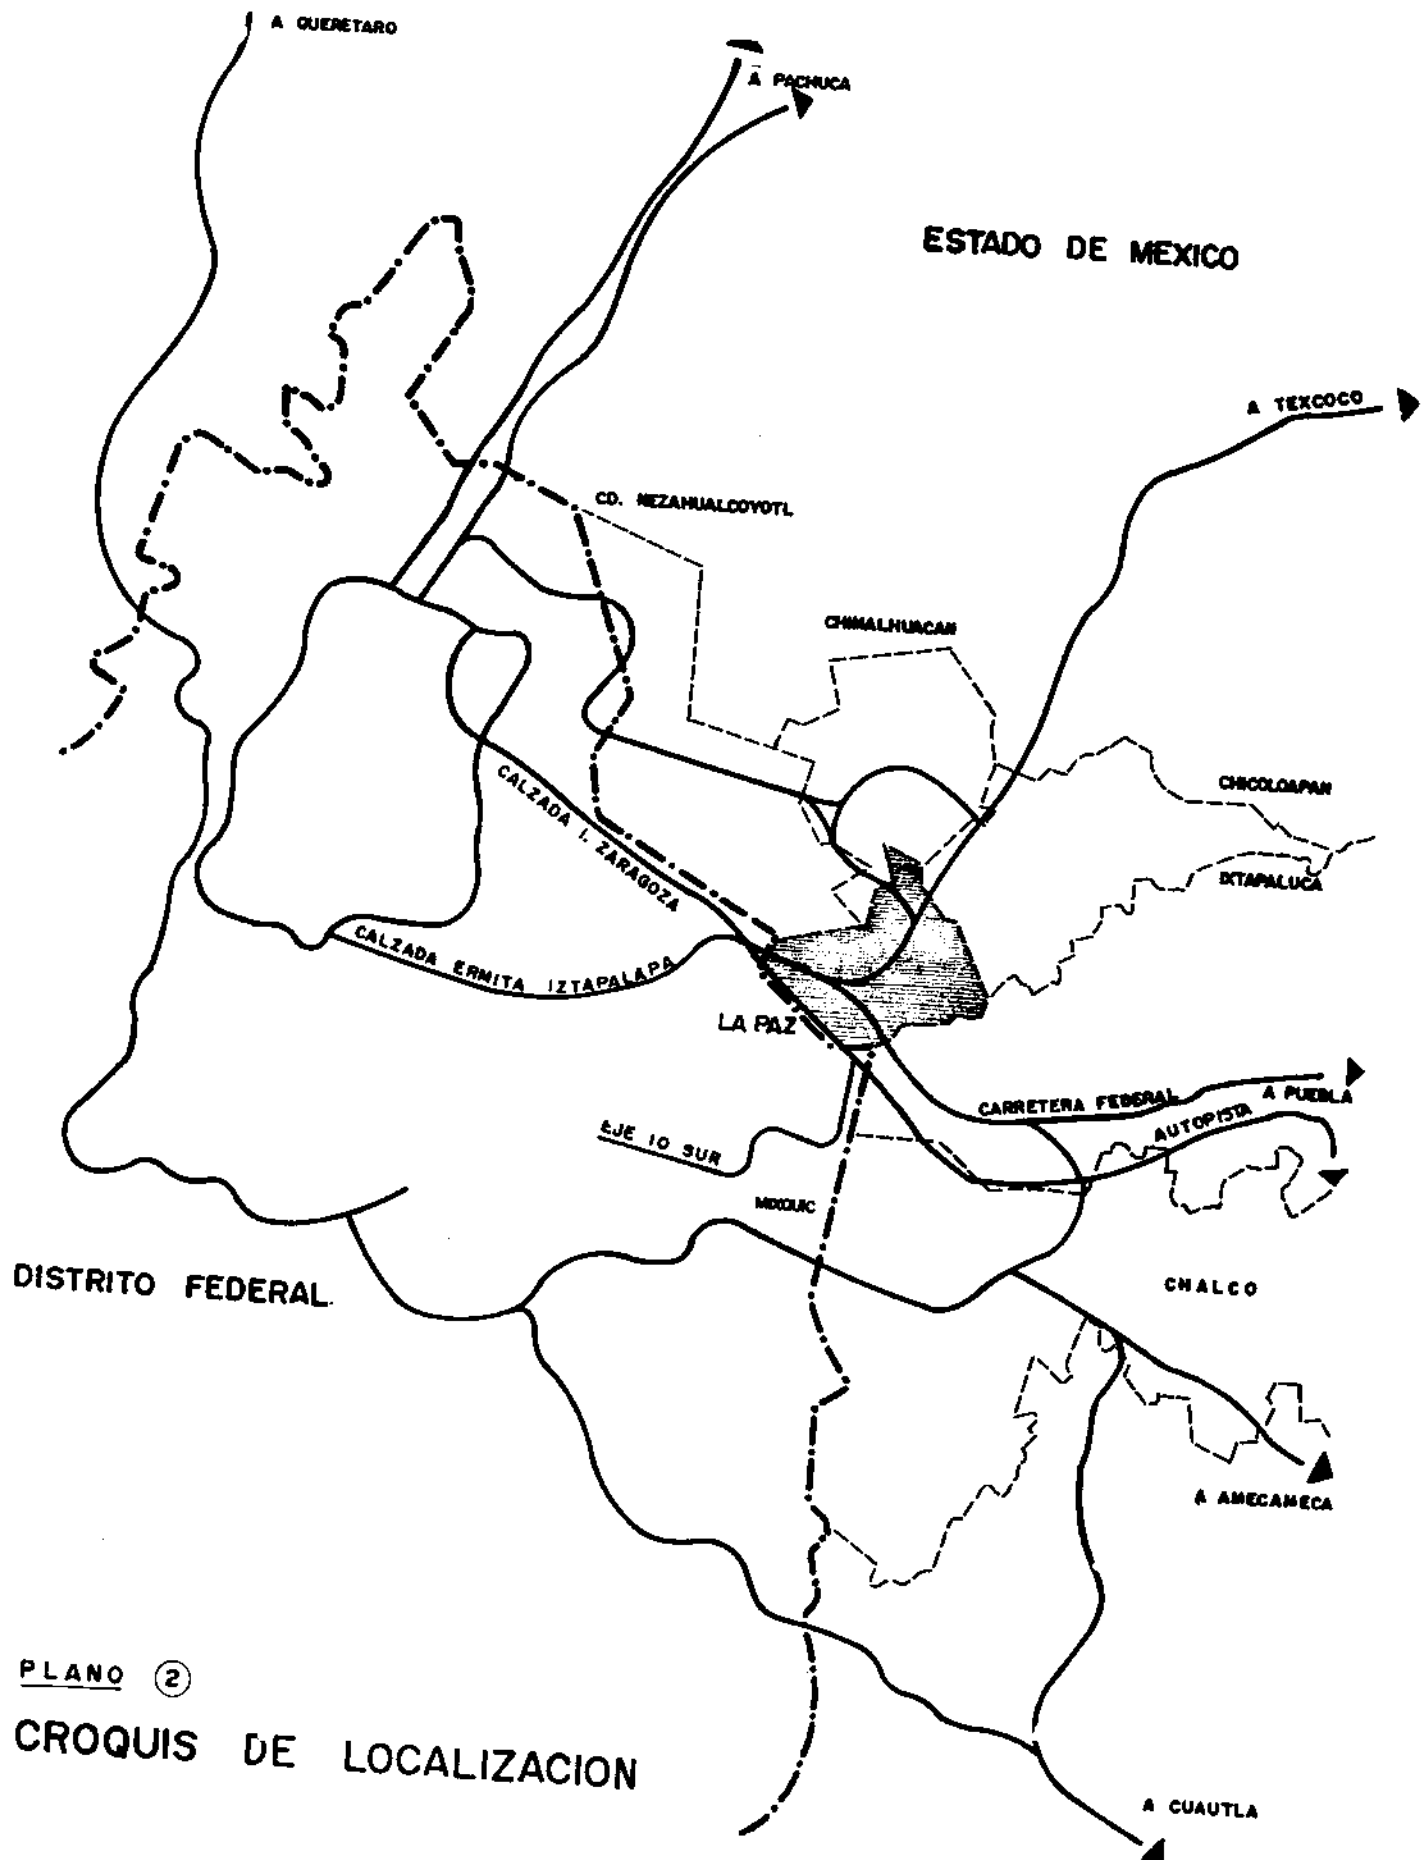 A QUERETARO
A PACHUCA
ESTADO DE MEXICO
A TEXCOCO
CD. NEZAHUALCOYOTL
CHIMALHUACAN
CALZADA I. ZARAGOZA
CHICOLOAPAN
IXTAPALUCA
CALZADA ERMITA IZTAPALAPA
LA PAZ
CARRETERA FEDERAL
A PUEBLA
AUTOPISTA
EJE 10 SUR
MIXQUIC
DISTRITO FEDERAL
CHALCO
A AMECAMECA
PLANO 2
CROQUIS DE LOCALIZACION
A CUAUTLA